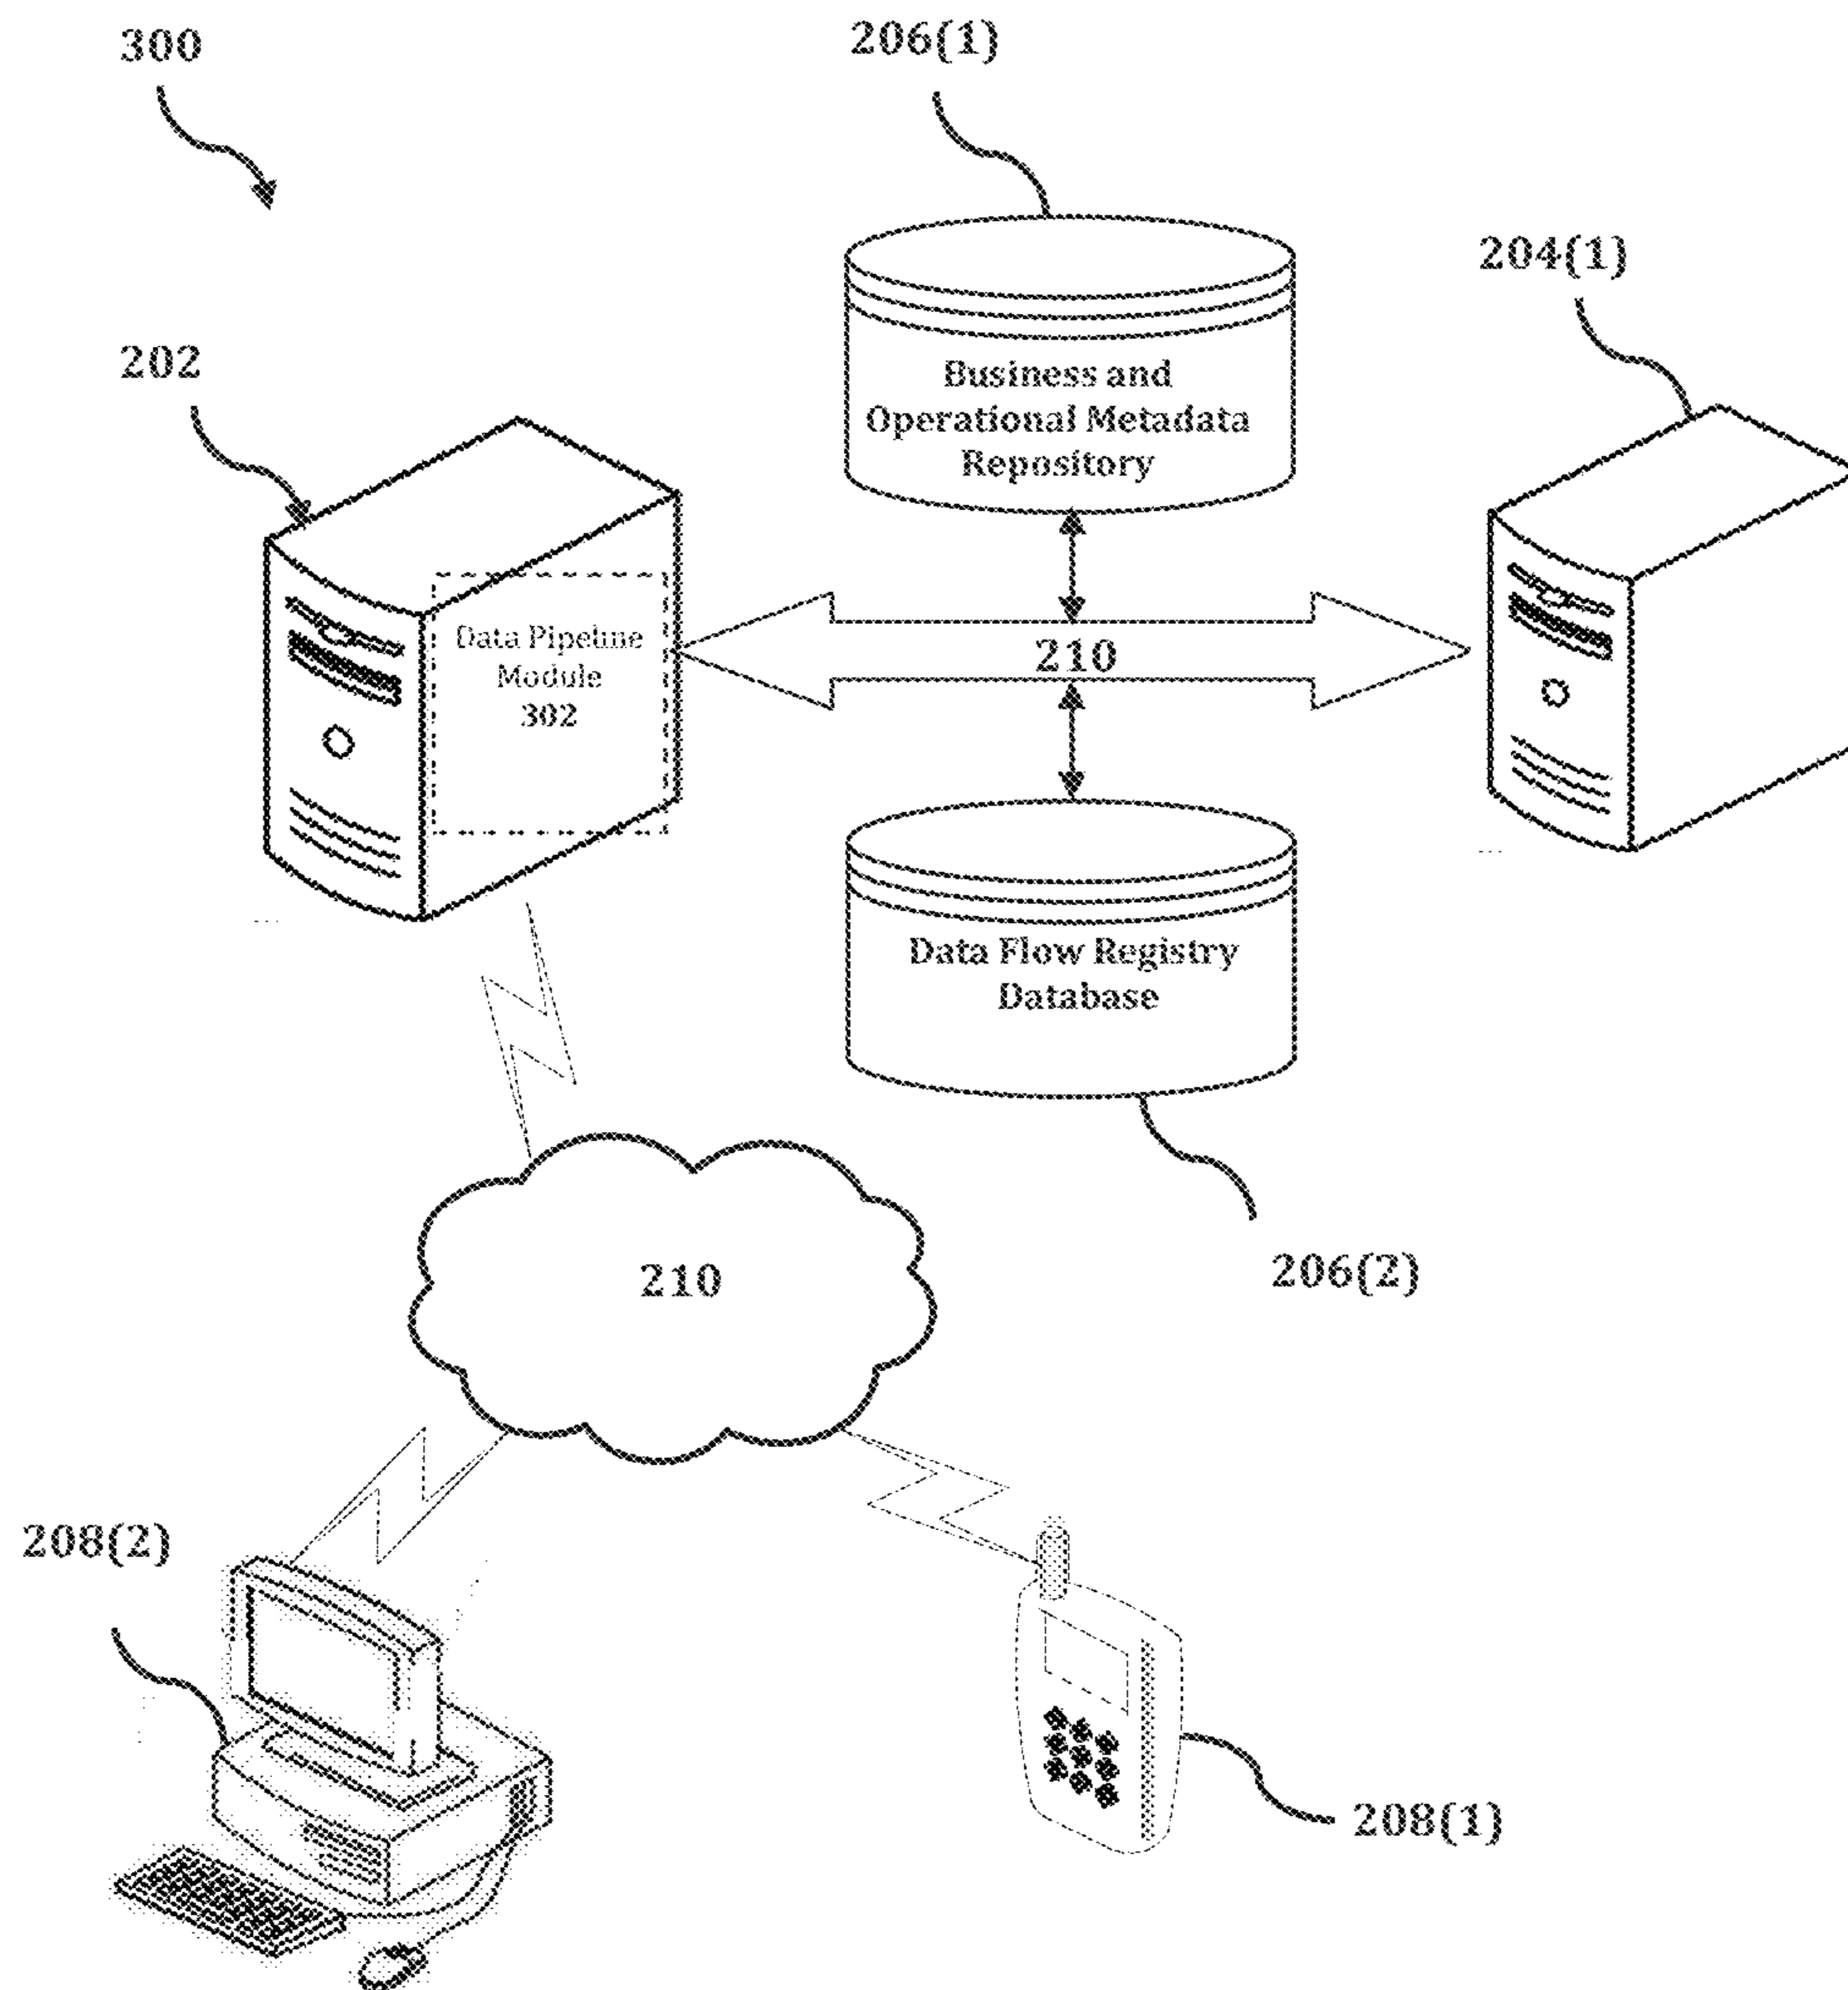 300
206(1)
204(1)
202
Business and
Operational Metadata
Repository
Data Pipeline
Module
302
210
Data Flow Registry
Database
206(2)
210
208(2)
208(1)